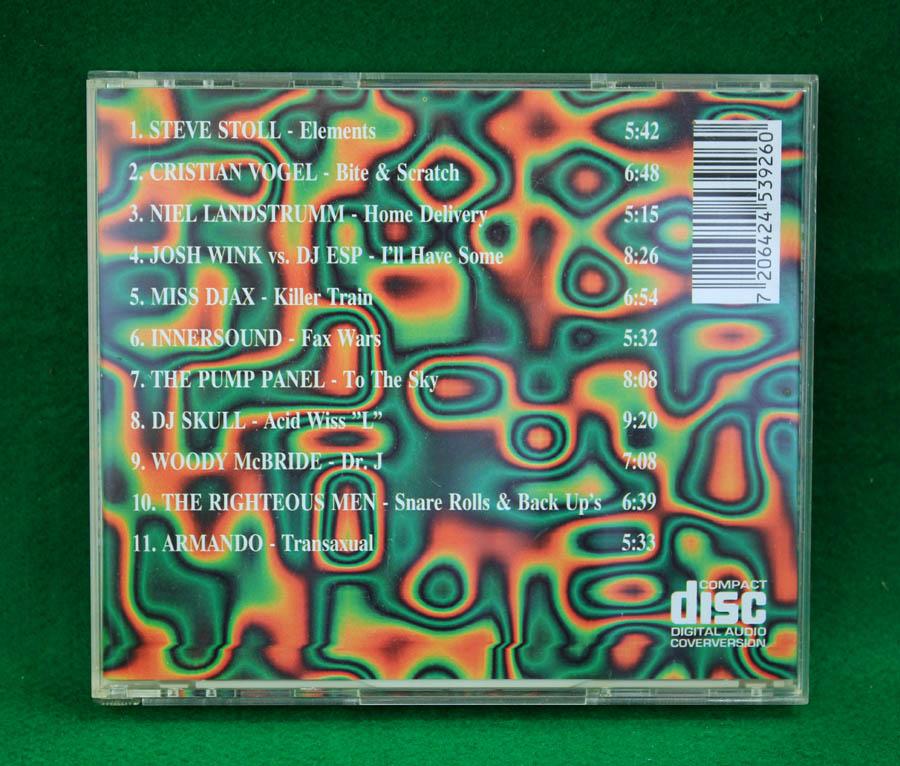 1. STEVE STOLL - Elements 5:42
2. CRISTIAN VOGEL - Bite & Scratch 6:48
3. NIEL LANDSTRUMM - Home Delivery 5:15
4. JOSH WINK vs. DJ ESP - I'll Have Some 8:26
5. MISS DJAX - Killer Train 6:54
6. INNERSOUND - Fax Wars 5:32
7. THE PUMP PANEL - To The Sky 8:08
8. DJ SKULL - Acid Wiss ”L” 9:20
9. WOODY McBRIDE - Dr. J 7:08
10. THE RIGHTEOUS MEN - Snare Rolls & Back Up's 6:39
11. ARMANDO - Transaxual 5:33
7 206424 539260
COMPACT
disc
DIGITAL AUDIO
COVERVERSION